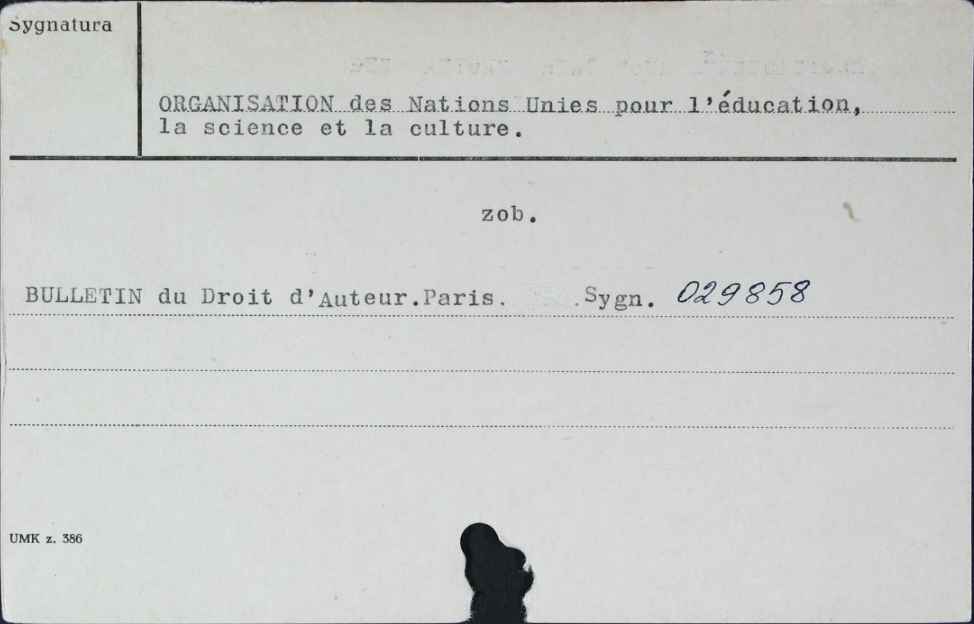 Sygnatura
ORGANISATION des Nations Unies pour l'éducation,
la science et la culture.
zob.
BULLETIN du Droit d'Auteur.Paris. Sygn. 029858
UMK z. 386